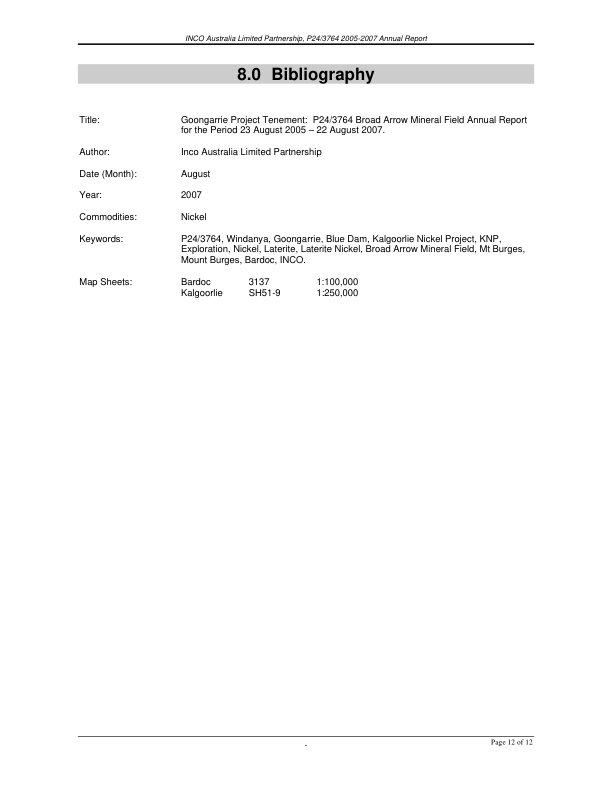 INCO Australia Limited Partnership, P24/3764 2005-2007 Annual Report
8.0 Bibliography
Title: Goongarrie Project Tenement: P24/3764 Broad Arrow Mineral Field Annual Report
for the Period 23 August 2005 – 22 August 2007.
Author: Inco Australia Limited Partnership
Date (Month): August
Year: 2007
Commodities: Nickel
Keywords: P24/3764, Windanya, Goongarrie, Blue Dam, Kalgoorlie Nickel Project, KNP,
Exploration, Nickel, Laterite, Laterite Nickel, Broad Arrow Mineral Field, Mt Burges,
Mount Burges, Bardoc, INCO.
Map Sheets: Bardoc 3137 1:100,000
Kalgoorlie SH51-9 1:250,000
- Page 12 of 12